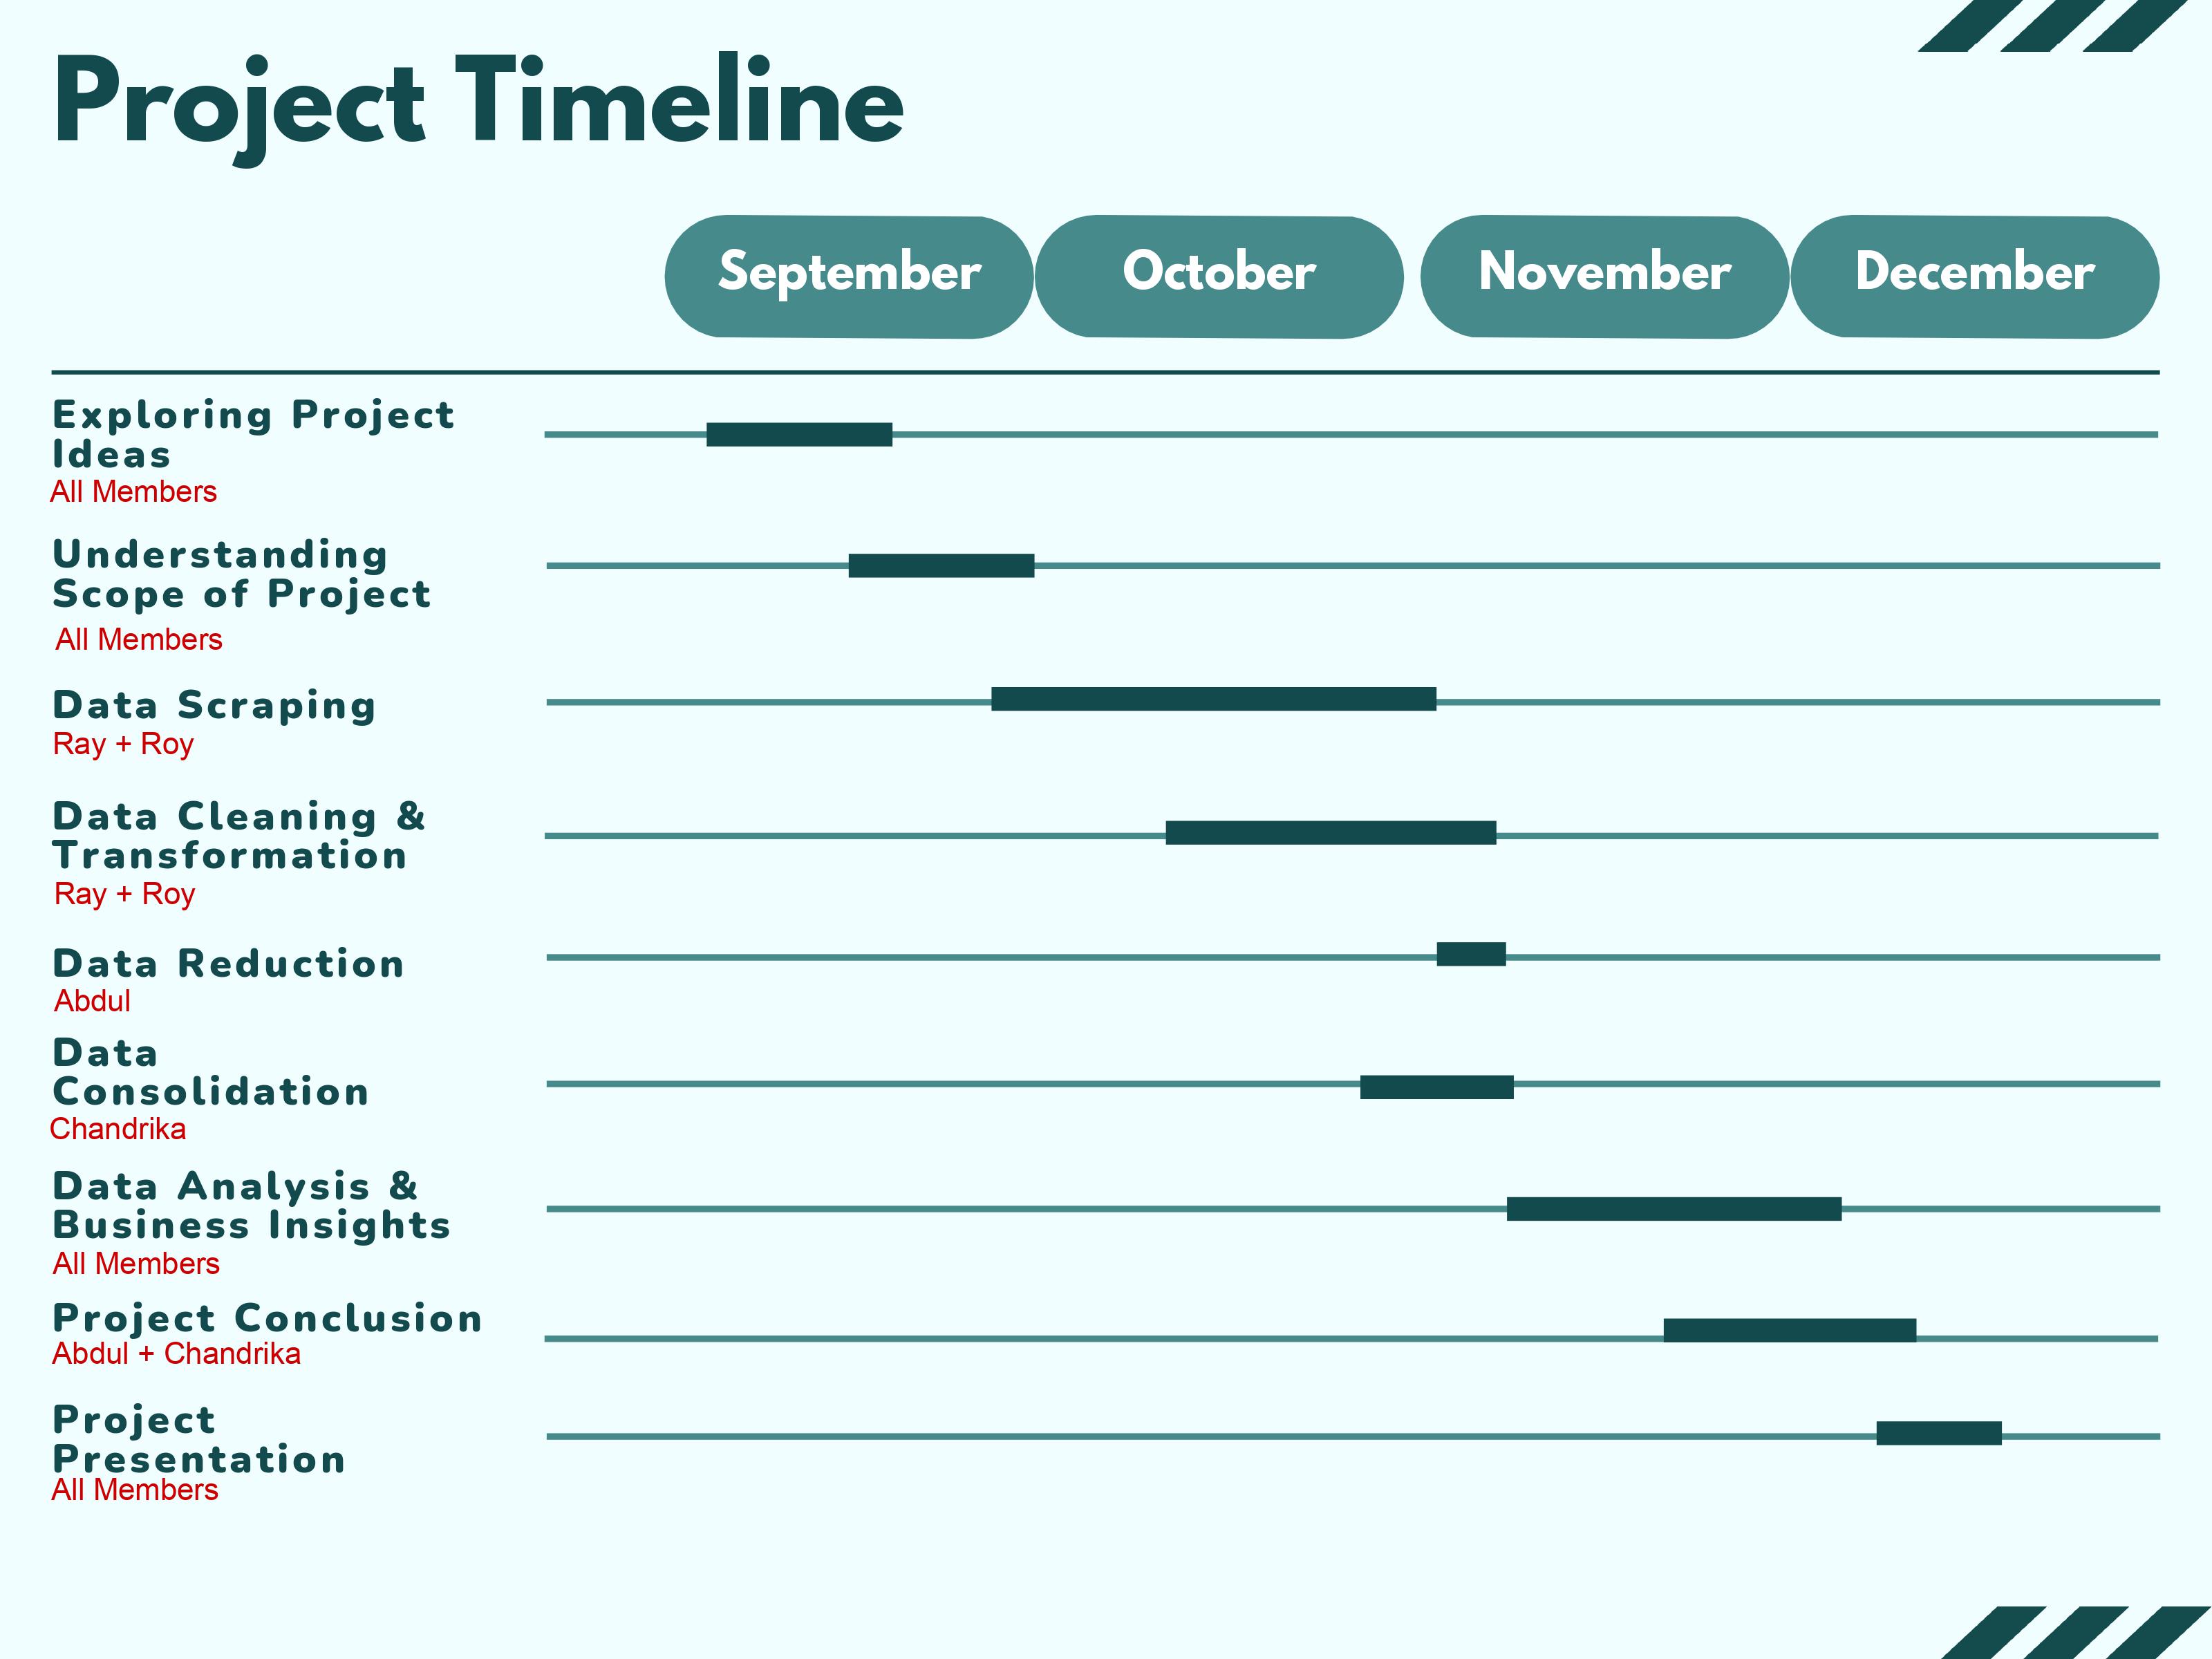 Project Timeline
September October November December
Exploring Project
Ideas
All Members
Understanding
Scope of Project
All Members
Data Scraping
Ray + Roy
Data Cleaning &
Transformation
Ray + Roy
Data Reduction
Abdul
Data
Consolidation
Chandrika
Data Analysis &
Business Insights
All Members
Project Conclusion
Abdul + Chandrika
Project
Presentation
All Members